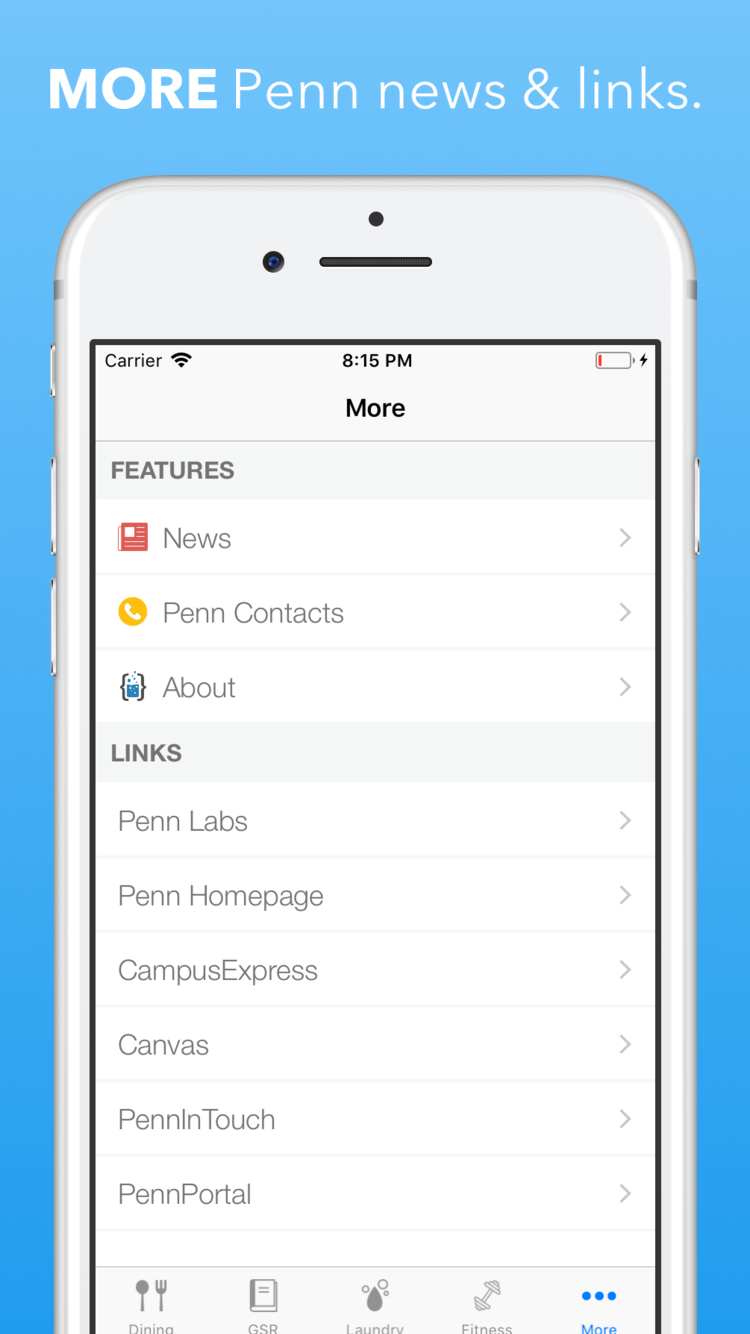 MORE Penn news & links.
Carrier 8:15 PM
More
FEATURES
News
Penn Contacts
About
LINKS
Penn Labs
Penn Homepage
CampusExpress
Canvas
PennInTouch
PennPortal
Dining GSR Laundry Fitness More